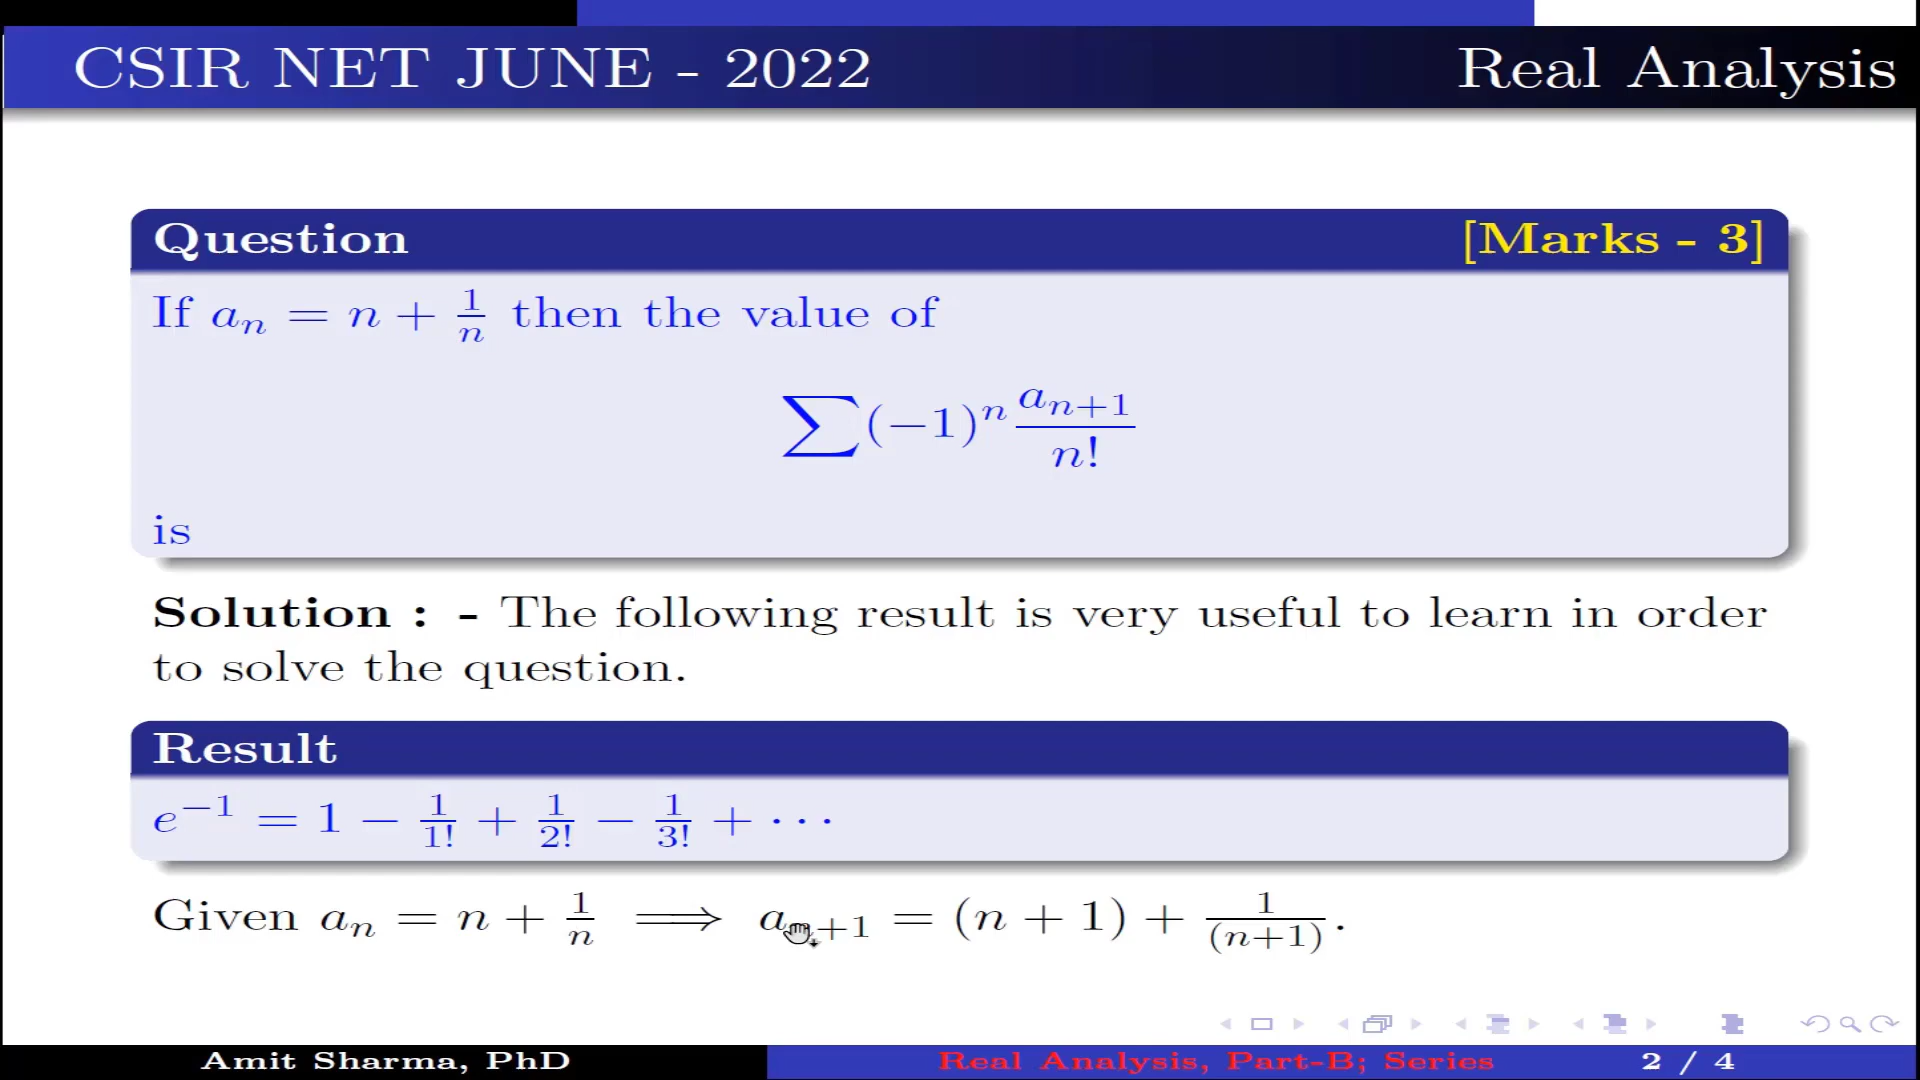 CSIR NET JUNE - 2022 Real Analysis
Question [Marks - 3]
If aₙ = n + 1/n then the value of
∑(−1)ⁿ aₙ₊₁/n!
is
Solution : - The following result is very useful to learn in order
to solve the question.
Result
e⁻¹ = 1 − 1/1! + 1/2! − 1/3! + ⋯
Given aₙ = n + 1/n ⟹ aₙ₊₁ = (n + 1) + 1/(n+1).
Amit Sharma, PhD Real Analysis, Part-B; Series 2 / 4